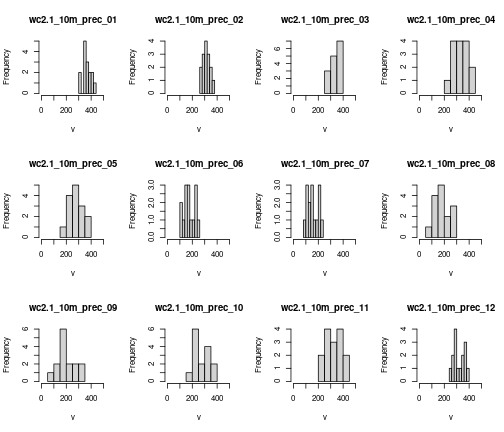 wc2.1_10m_prec_01
Frequency
0 2 4
0 200 400
v
wc2.1_10m_prec_02
Frequency
0 1 2 3 4
0 200 400
v
wc2.1_10m_prec_03
Frequency
0 2 4 6
0 200 400
v
wc2.1_10m_prec_04
Frequency
0 1 2 3 4
0 200 400
v
wc2.1_10m_prec_05
Frequency
0 2 4
0 200 400
v
wc2.1_10m_prec_06
Frequency
0.0 1.0 2.0 3.0
0 200 400
v
wc2.1_10m_prec_07
Frequency
0.0 1.0 2.0 3.0
0 200 400
v
wc2.1_10m_prec_08
Frequency
0 2 4
0 200 400
v
wc2.1_10m_prec_09
Frequency
0 2 4 6
0 200 400
v
wc2.1_10m_prec_10
Frequency
0 2 4 6
0 200 400
v
wc2.1_10m_prec_11
Frequency
0 1 2 3 4
0 200 400
v
wc2.1_10m_prec_12
Frequency
0 1 2 3 4
0 200 400
v